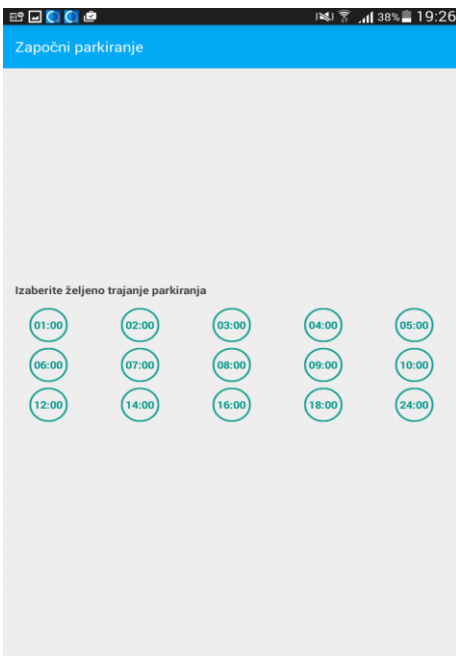 38% 19:26
Započni parkiranje
Izaberite željeno trajanje parkiranja
01:00 02:00 03:00 04:00 05:00
06:00 07:00 08:00 09:00 10:00
12:00 14:00 16:00 18:00 24:00